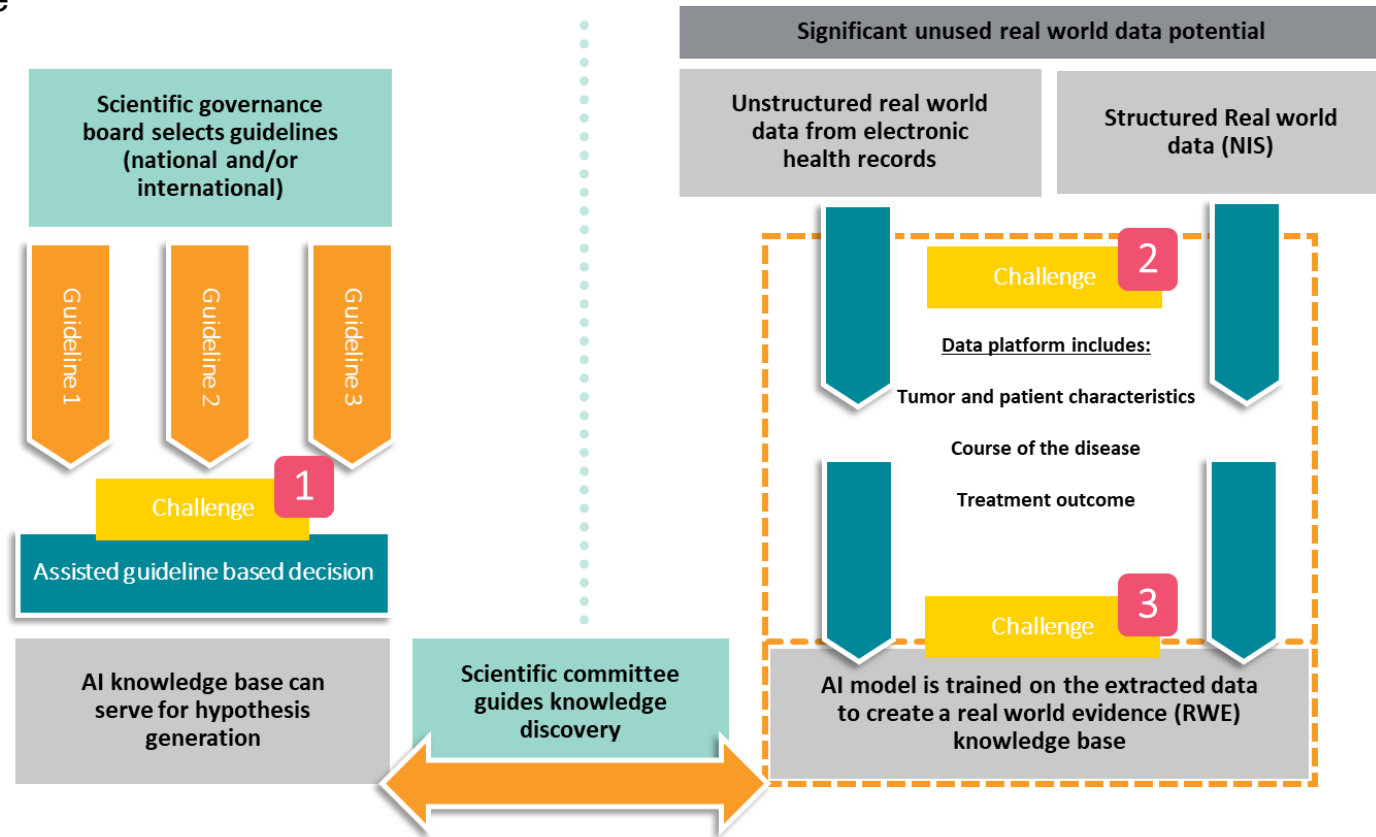 e
Scientific governance
board selects guidelines
(national and/or
international)
Guideline 1
Guideline 2
Guideline 3
Challenge
1
Assisted guideline based decision
AI knowledge base can
serve for hypothesis
generation
Scientific committee
guides knowledge
discovery
Significant unused real world data potential
Unstructured real world
data from electronic
health records
Structured Real world
data (NIS)
Challenge
2
Data platform includes:
Tumor and patient characteristics
Course of the disease
Treatment outcome
Challenge
3
AI model is trained on the extracted data
to create a real world evidence (RWE)
knowledge base